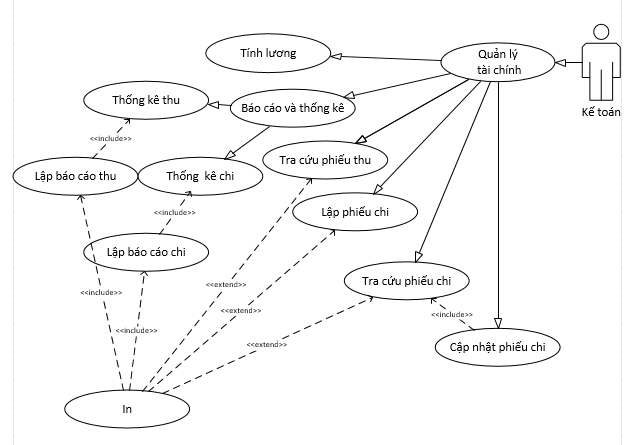 Tính lương
Quản lý
tài chính
Kế toán
Thống kê thu
Báo cáo và thống kê
<<include>>
Tra cứu phiếu thu
Lập báo cáo thu
Thống kê chi
<<include>>
Lập phiếu chi
Lập báo cáo chi
Tra cứu phiếu chi
<<extend>>
<<include>>
<<extend>>
<<include>>
<<include>>
<<extend>>
Cập nhật phiếu chi
In